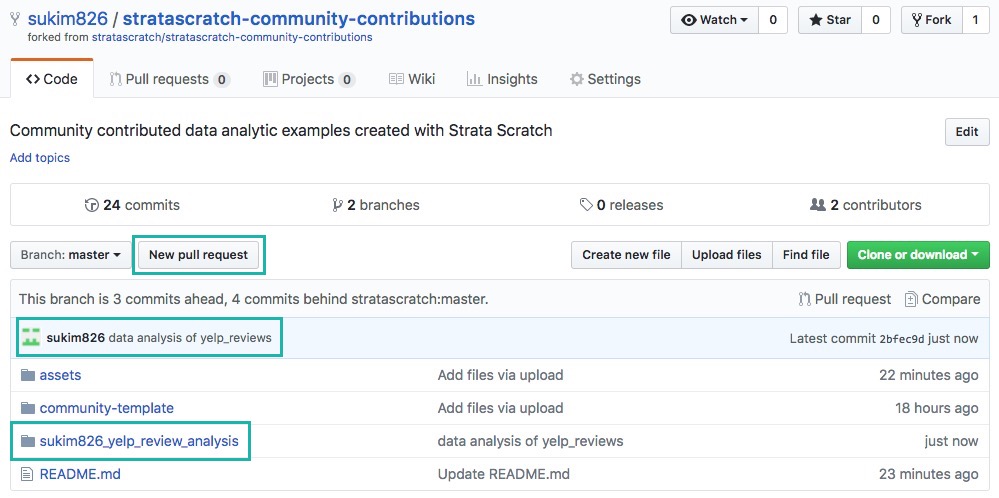 sukim826 / stratascratch-community-contributions
Watch 0 Star 0 Fork 1
forked from stratascratch/stratascratch-community-contributions
<> Code Pull requests 0 Projects 0 Wiki Insights Settings
Community contributed data analytic examples created with Strata Scratch
Edit
Add topics
24 commits 2 branches 0 releases 2 contributors
Branch: master New pull request Create new file Upload files Find file Clone or download
This branch is 3 commits ahead, 4 commits behind stratascratch:master. Pull request Compare
sukim826 data analysis of yelp_reviews Latest commit 2bfec9d just now
assets Add files via upload 22 minutes ago
community-template Add files via upload 18 hours ago
sukim826_yelp_review_analysis data analysis of yelp_reviews just now
README.md Update README.md 23 minutes ago